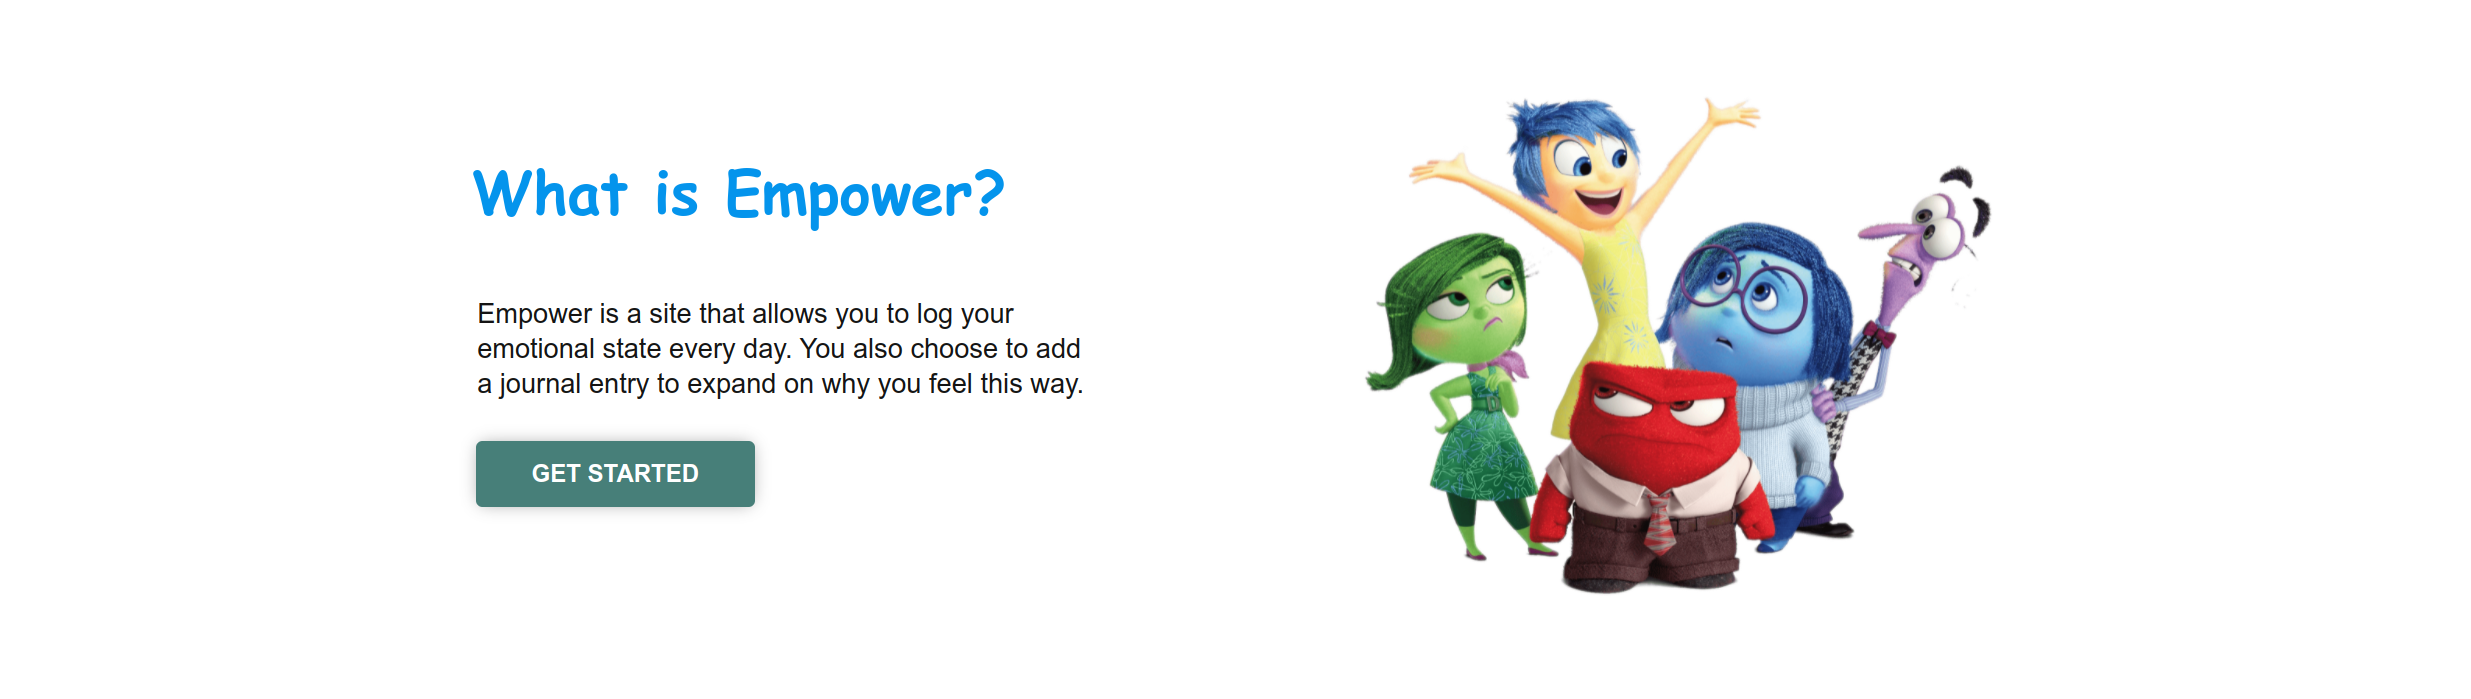 What is Empower?
Empower is a site that allows you to log your
emotional state every day. You also choose to add
a journal entry to expand on why you feel this way.
GET STARTED